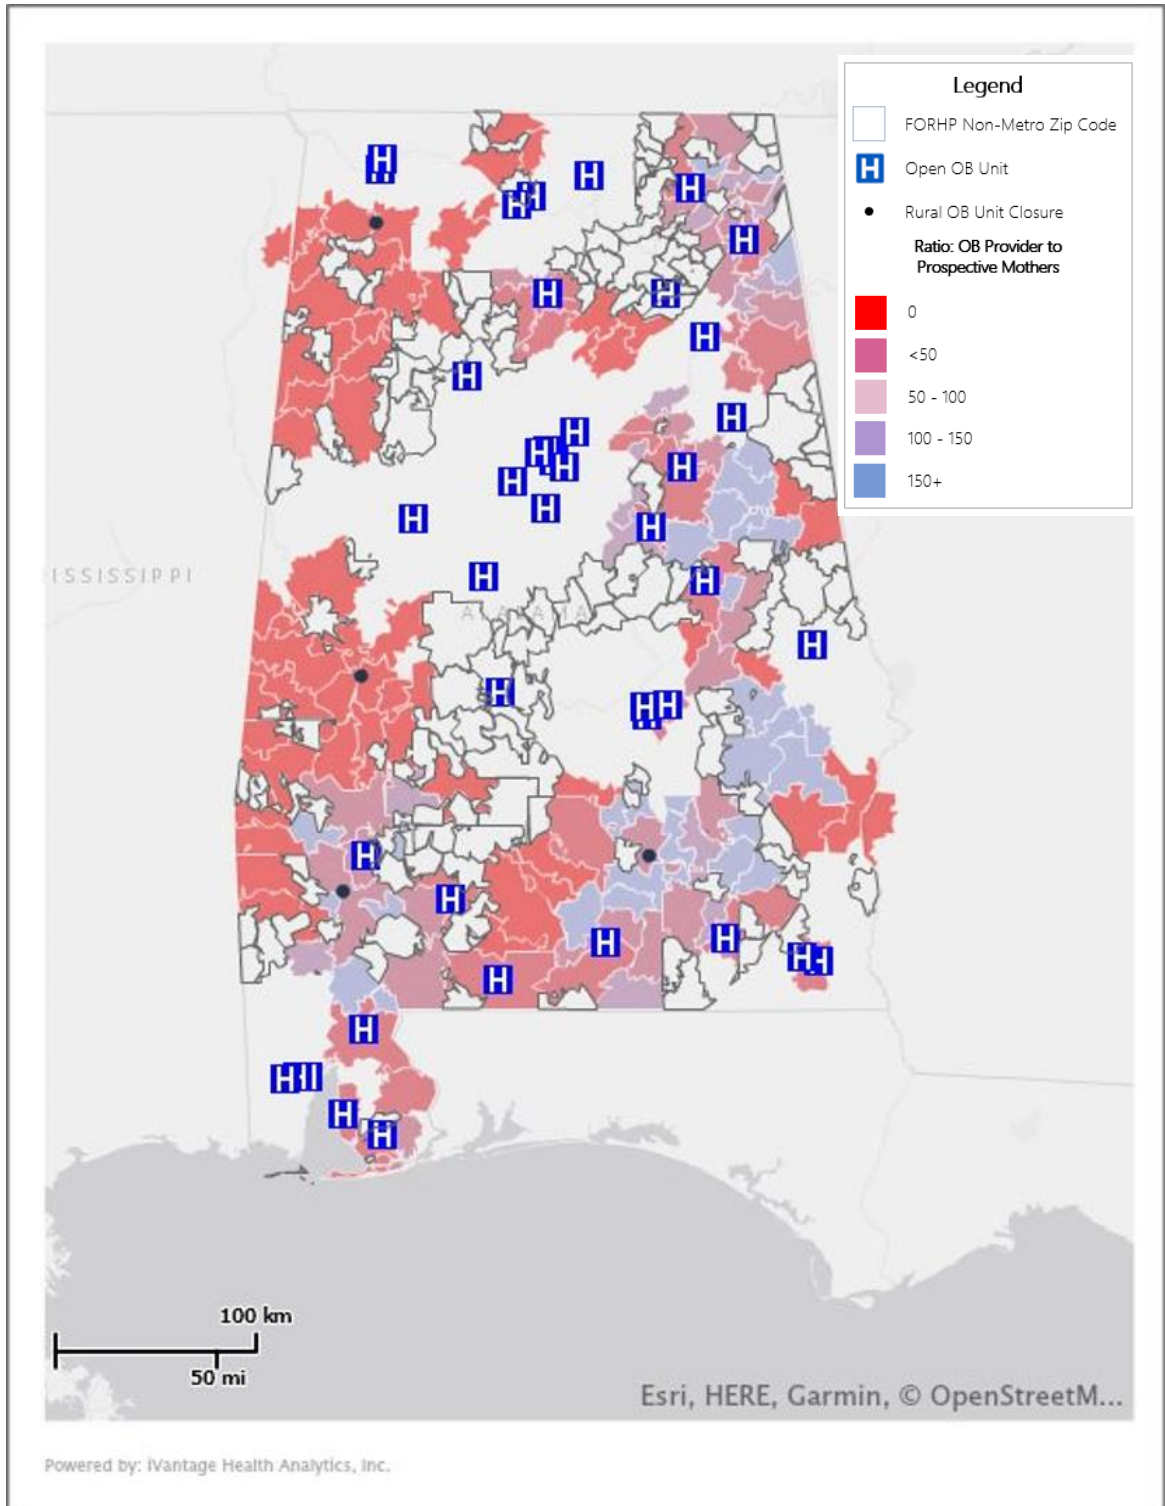 Legend
FORHP Non-Metro Zip Code
H Open OB Unit
Rural OB Unit Closure
Ratio: OB Provider to
Prospective Mothers
0
<50
50 - 100
100 - 150
150+
ISSISSIPPI
ALABAMA
100 km
50 mi
Esri, HERE, Garmin, © OpenStreetM...
Powered by: iVantage Health Analytics, Inc.